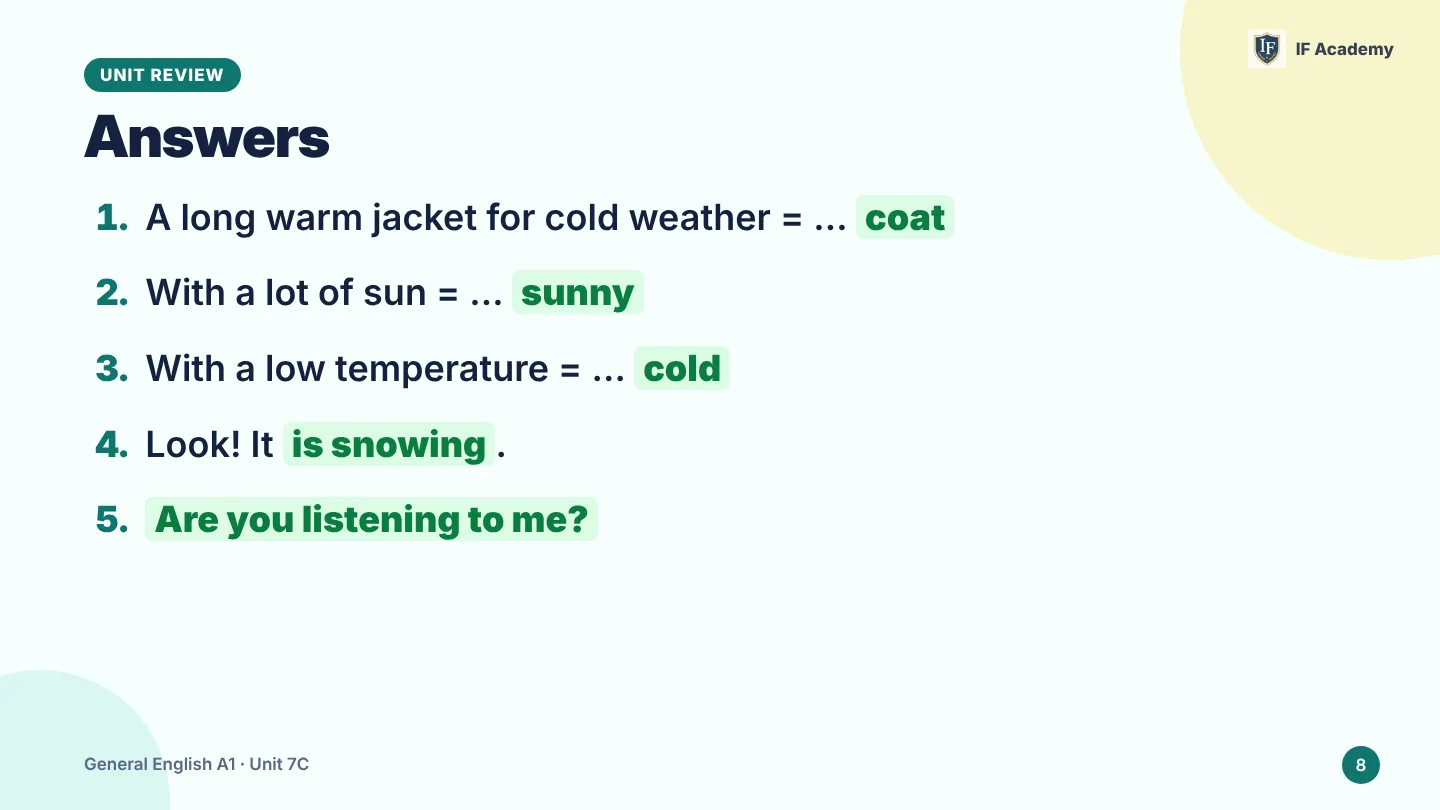 IF
IF Academy
UNIT REVIEW
Answers
1. A long warm jacket for cold weather = ... coat
2. With a lot of sun = ... sunny
3. With a low temperature = ... cold
4. Look! It is snowing.
5. Are you listening to me?
General English A1 · Unit 7C
8